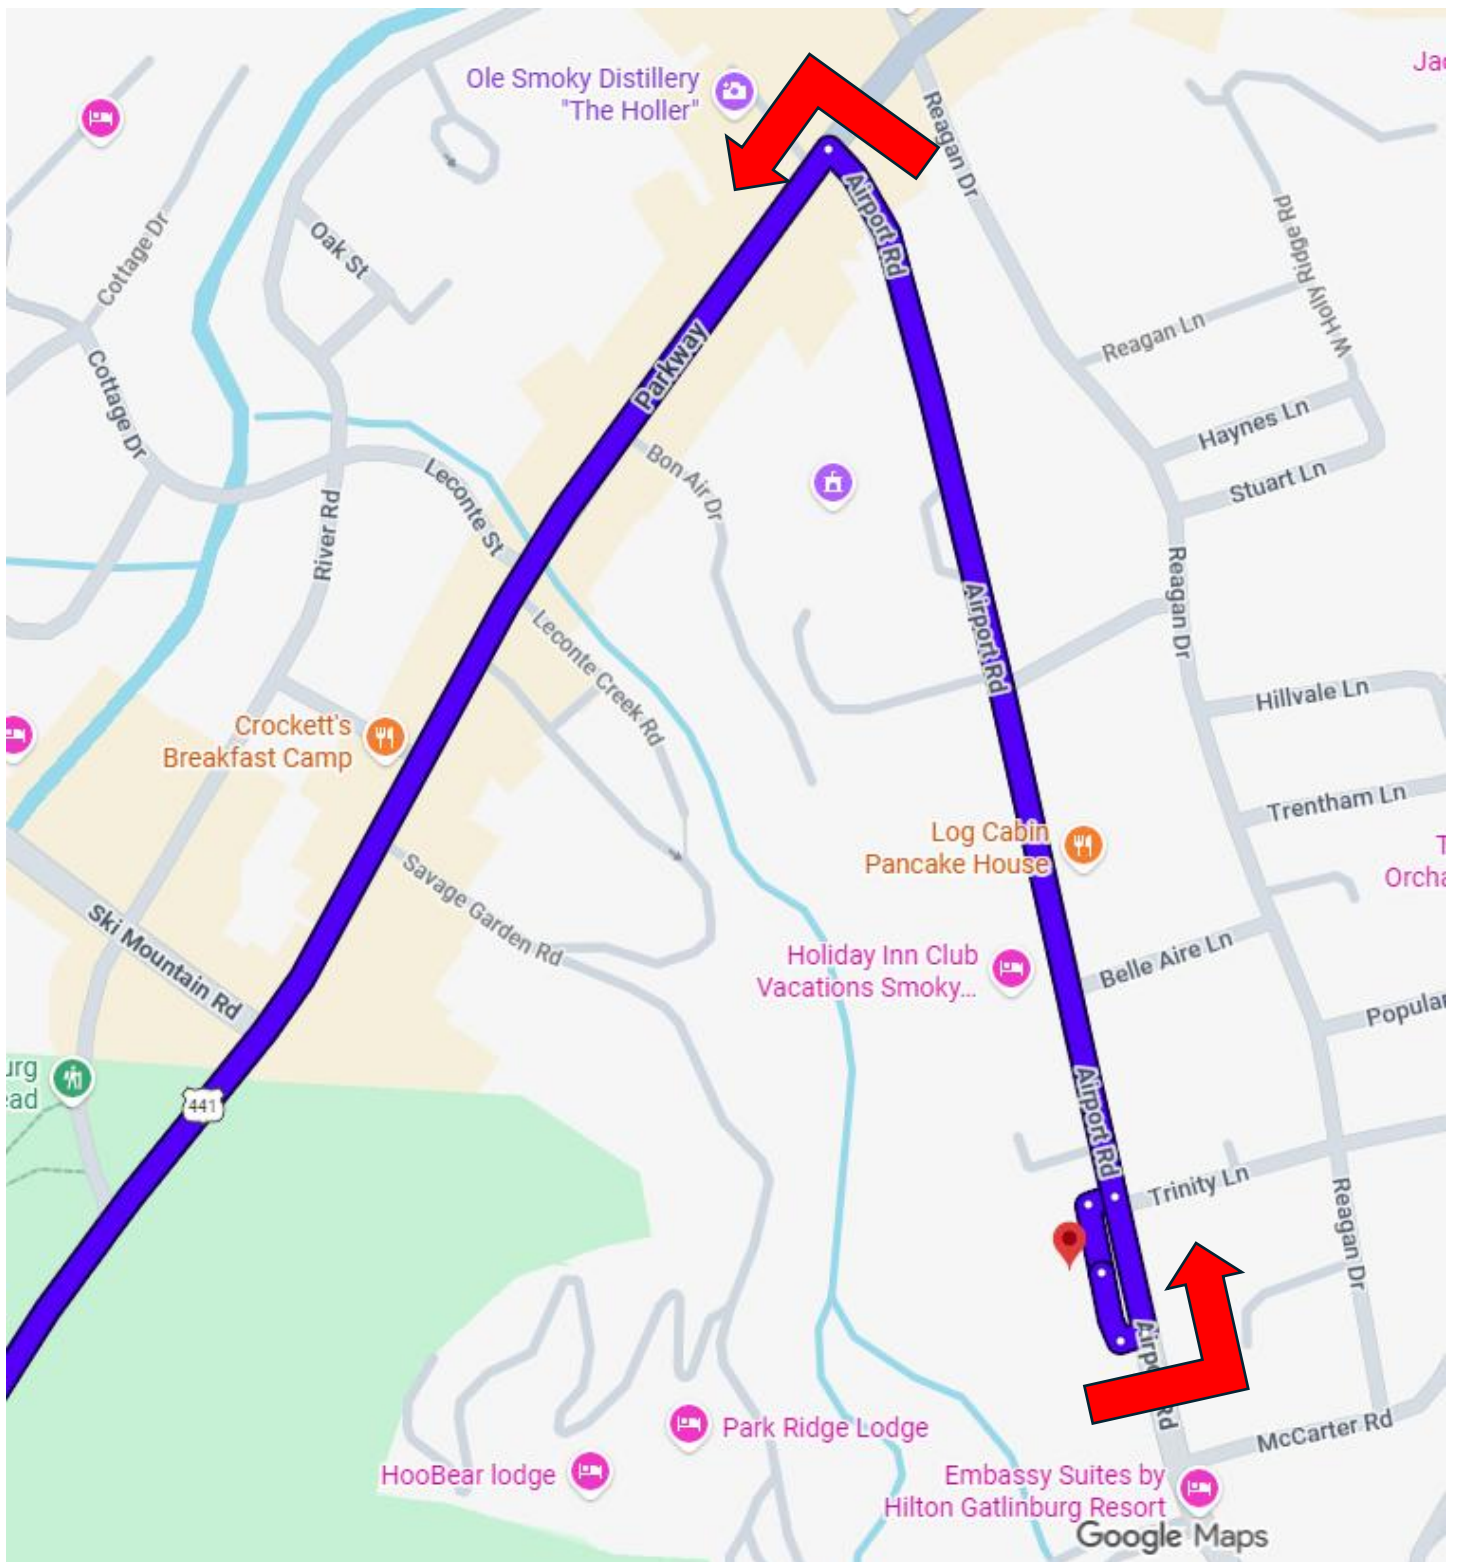 Ole Smoky Distillery
"The Holler"
Reagan Dr
Airport Rd
Cottage Dr
Oak St
W Holly Ridge Rd
Reagan Ln
Parkway
Cottage Dr
Haynes Ln
Bon Air Dr
Leconte St
Stuart Ln
River Rd
Reagan Dr
Airport Rd
Leconte Creek Rd
Hillvale Ln
Crockett's
Breakfast Camp
Trentham Ln
Log Cabin
Pancake House
Savage Garden Rd
Ski Mountain Rd
Holiday Inn Club
Vacations Smoky...
Belle Aire Ln
441
Airport Rd
Trinity Ln
Reagan Dr
Park Ridge Lodge
McCarter Rd
HooBear lodge
Embassy Suites by
Hilton Gatlinburg Resort
Google Maps